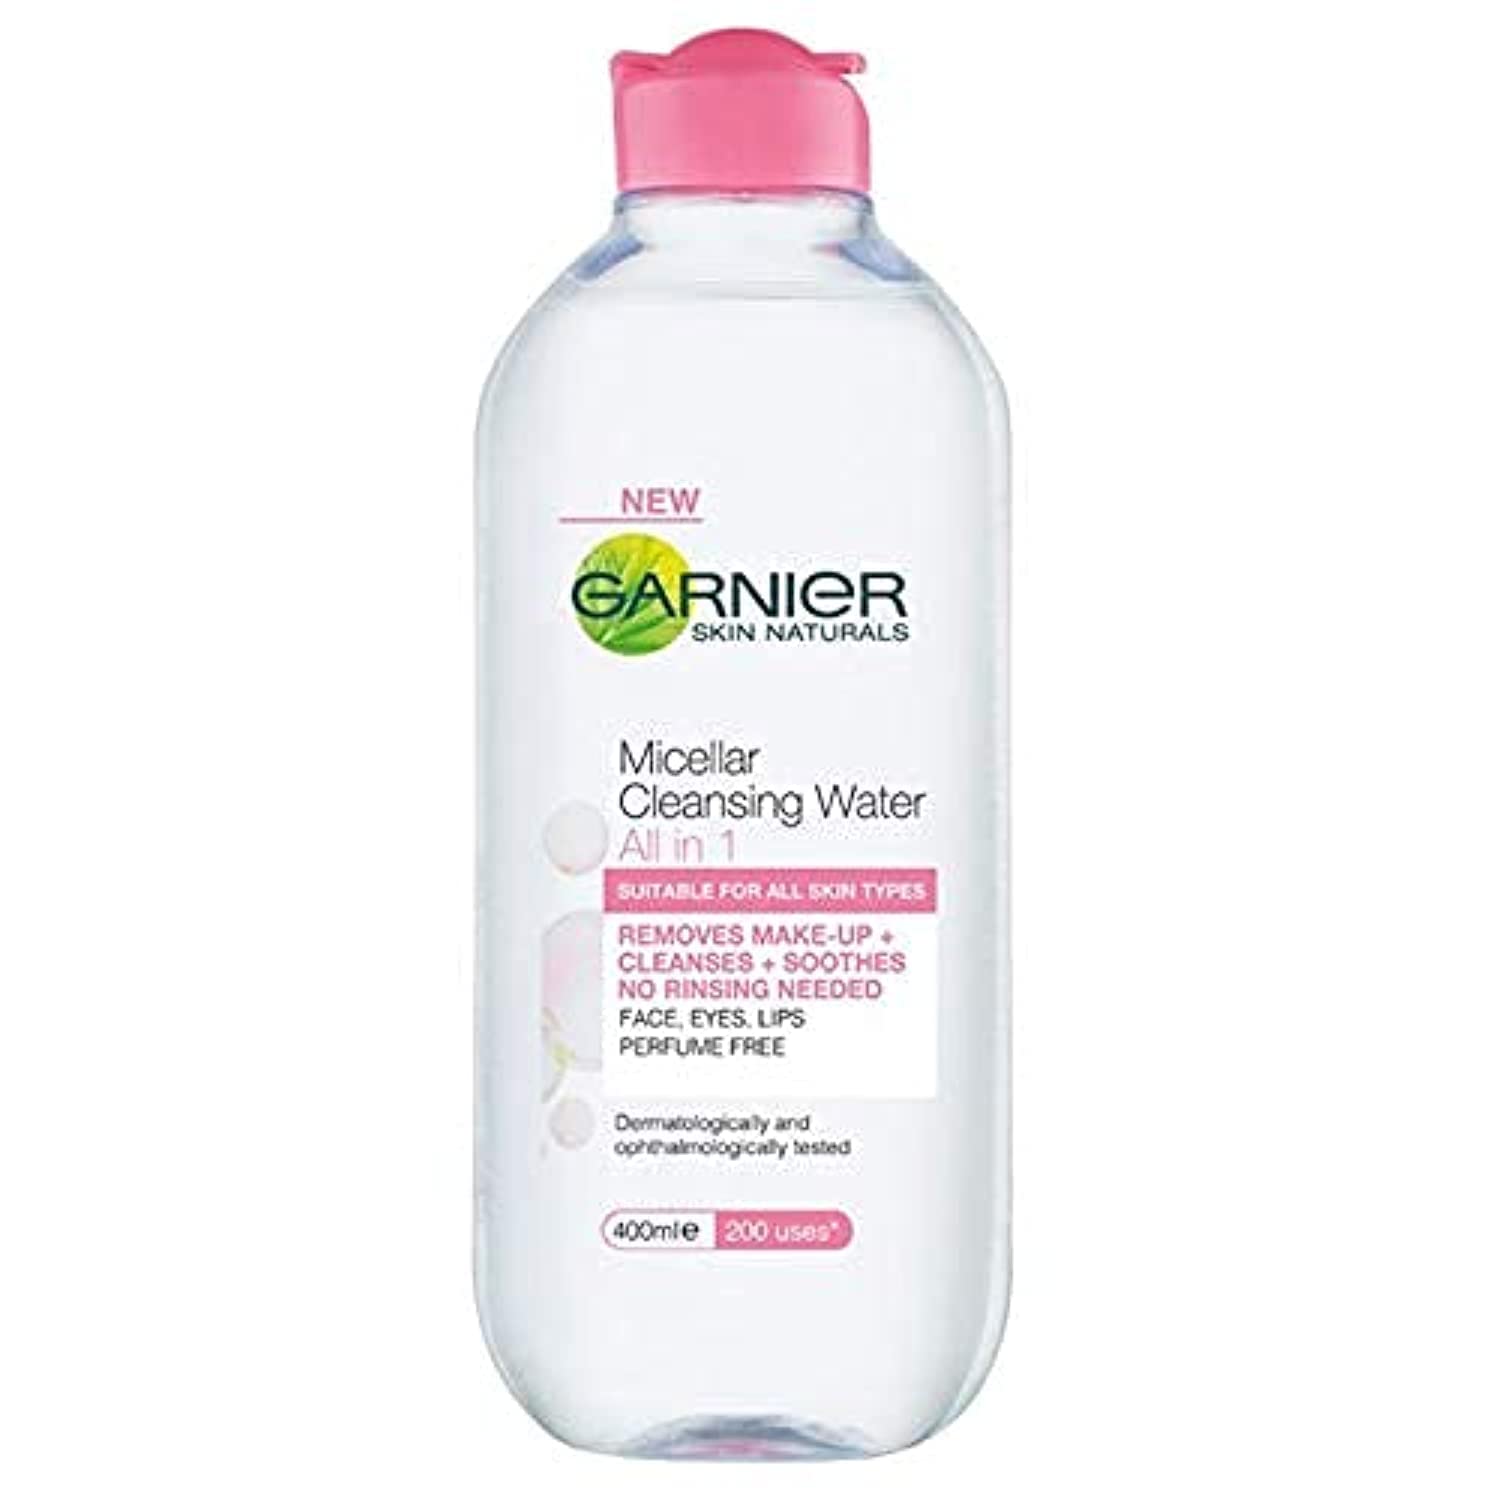 NEW
GARNIER
SKIN NATURALS
Micellar
Cleansing Water
All in 1
SUITABLE FOR ALL SKIN TYPES
REMOVES MAKE-UP +
CLEANSES + SOOTHES
NO RINSING NEEDED
FACE, EYES, LIPS
PERFUME FREE
Dermatologically and
ophthalmologically tested
400ml℮ 200 uses*